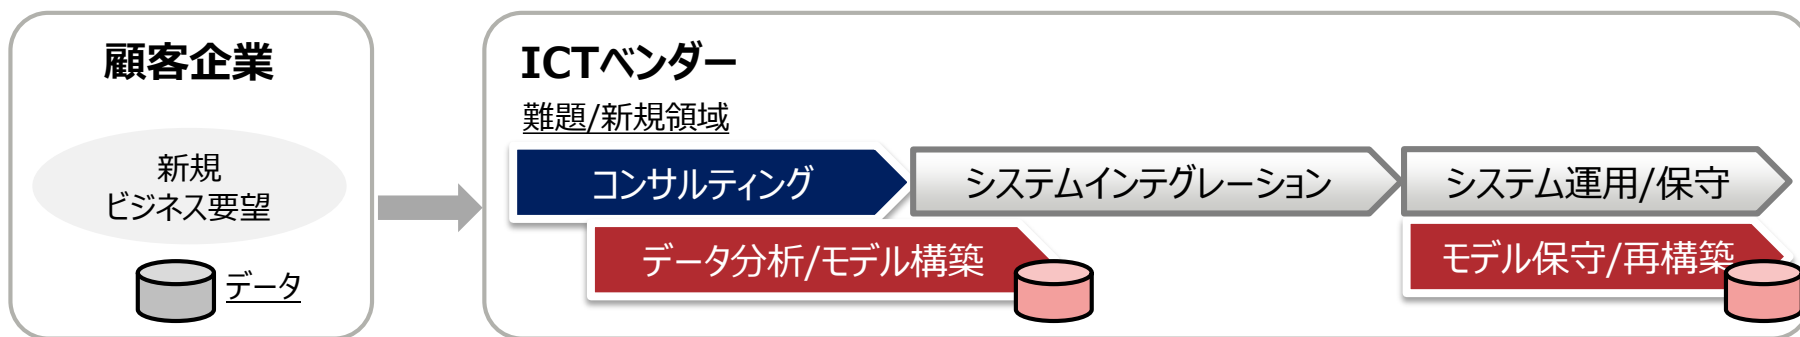 顧客企業
新規
ビジネス要望
データ
ICTベンダー
難題/新規領域
コンサルティング
システムインテグレーション
システム運用/保守
データ分析/モデル構築
モデル保守/再構築